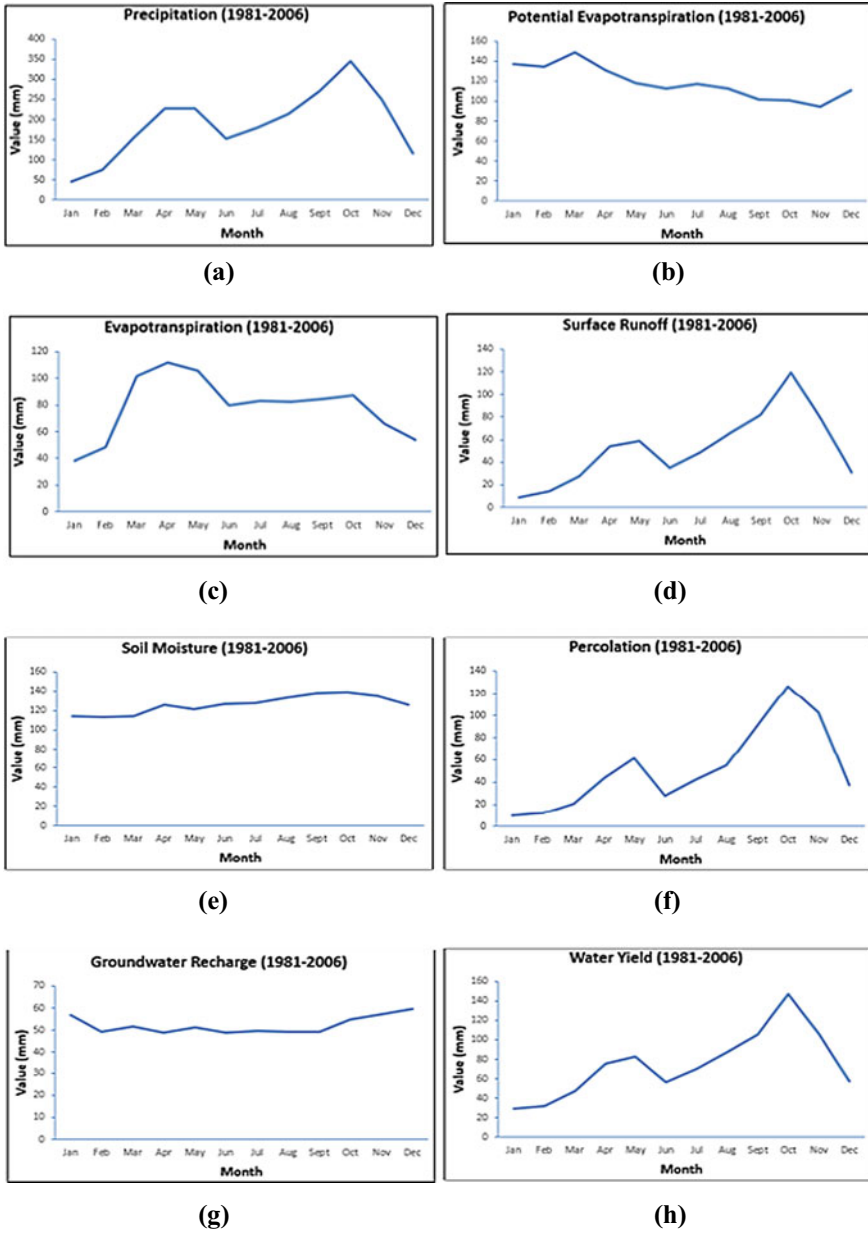 Precipitation (1981-2006)
400
350
300
250
200
150
100
50
0
Value (mm)
Jan Feb Mar Apr May Jun Jul Aug Sept Oct Nov Dec
Month
(a)
Potential Evapotranspiration (1981-2006)
160
140
120
100
80
60
40
20
0
Value (mm)
Jan Feb Mar Apr May Jun Jul Aug Sept Oct Nov Dec
Month
(b)
Evapotranspiration (1981-2006)
120
100
80
60
40
20
0
Value (mm)
Jan Feb Mar Apr May Jun Jul Aug Sept Oct Nov Dec
Month
(c)
Surface Runoff (1981-2006)
140
120
100
80
60
40
20
0
Value (mm)
Jan Feb Mar Apr May Jun Jul Aug Sept Oct Nov Dec
Month
(d)
Soil Moisture (1981-2006)
160
140
120
100
80
60
40
20
0
Value (mm)
Jan Feb Mar Apr May Jun Jul Aug Sept Oct Nov Dec
Month
(e)
Percolation (1981-2006)
140
120
100
80
60
40
20
0
Value (mm)
Jan Feb Mar Apr May Jun Jul Aug Sept Oct Nov Dec
Month
(f)
Groundwater Recharge (1981-2006)
70
60
50
40
30
20
10
0
Value (mm)
Jan Feb Mar Apr May Jun Jul Aug Sept Oct Nov Dec
Month
(g)
Water Yield (1981-2006)
160
140
120
100
80
60
40
20
0
Value (mm)
Jan Feb Mar Apr May Jun Jul Aug Sept Oct Nov Dec
Month
(h)